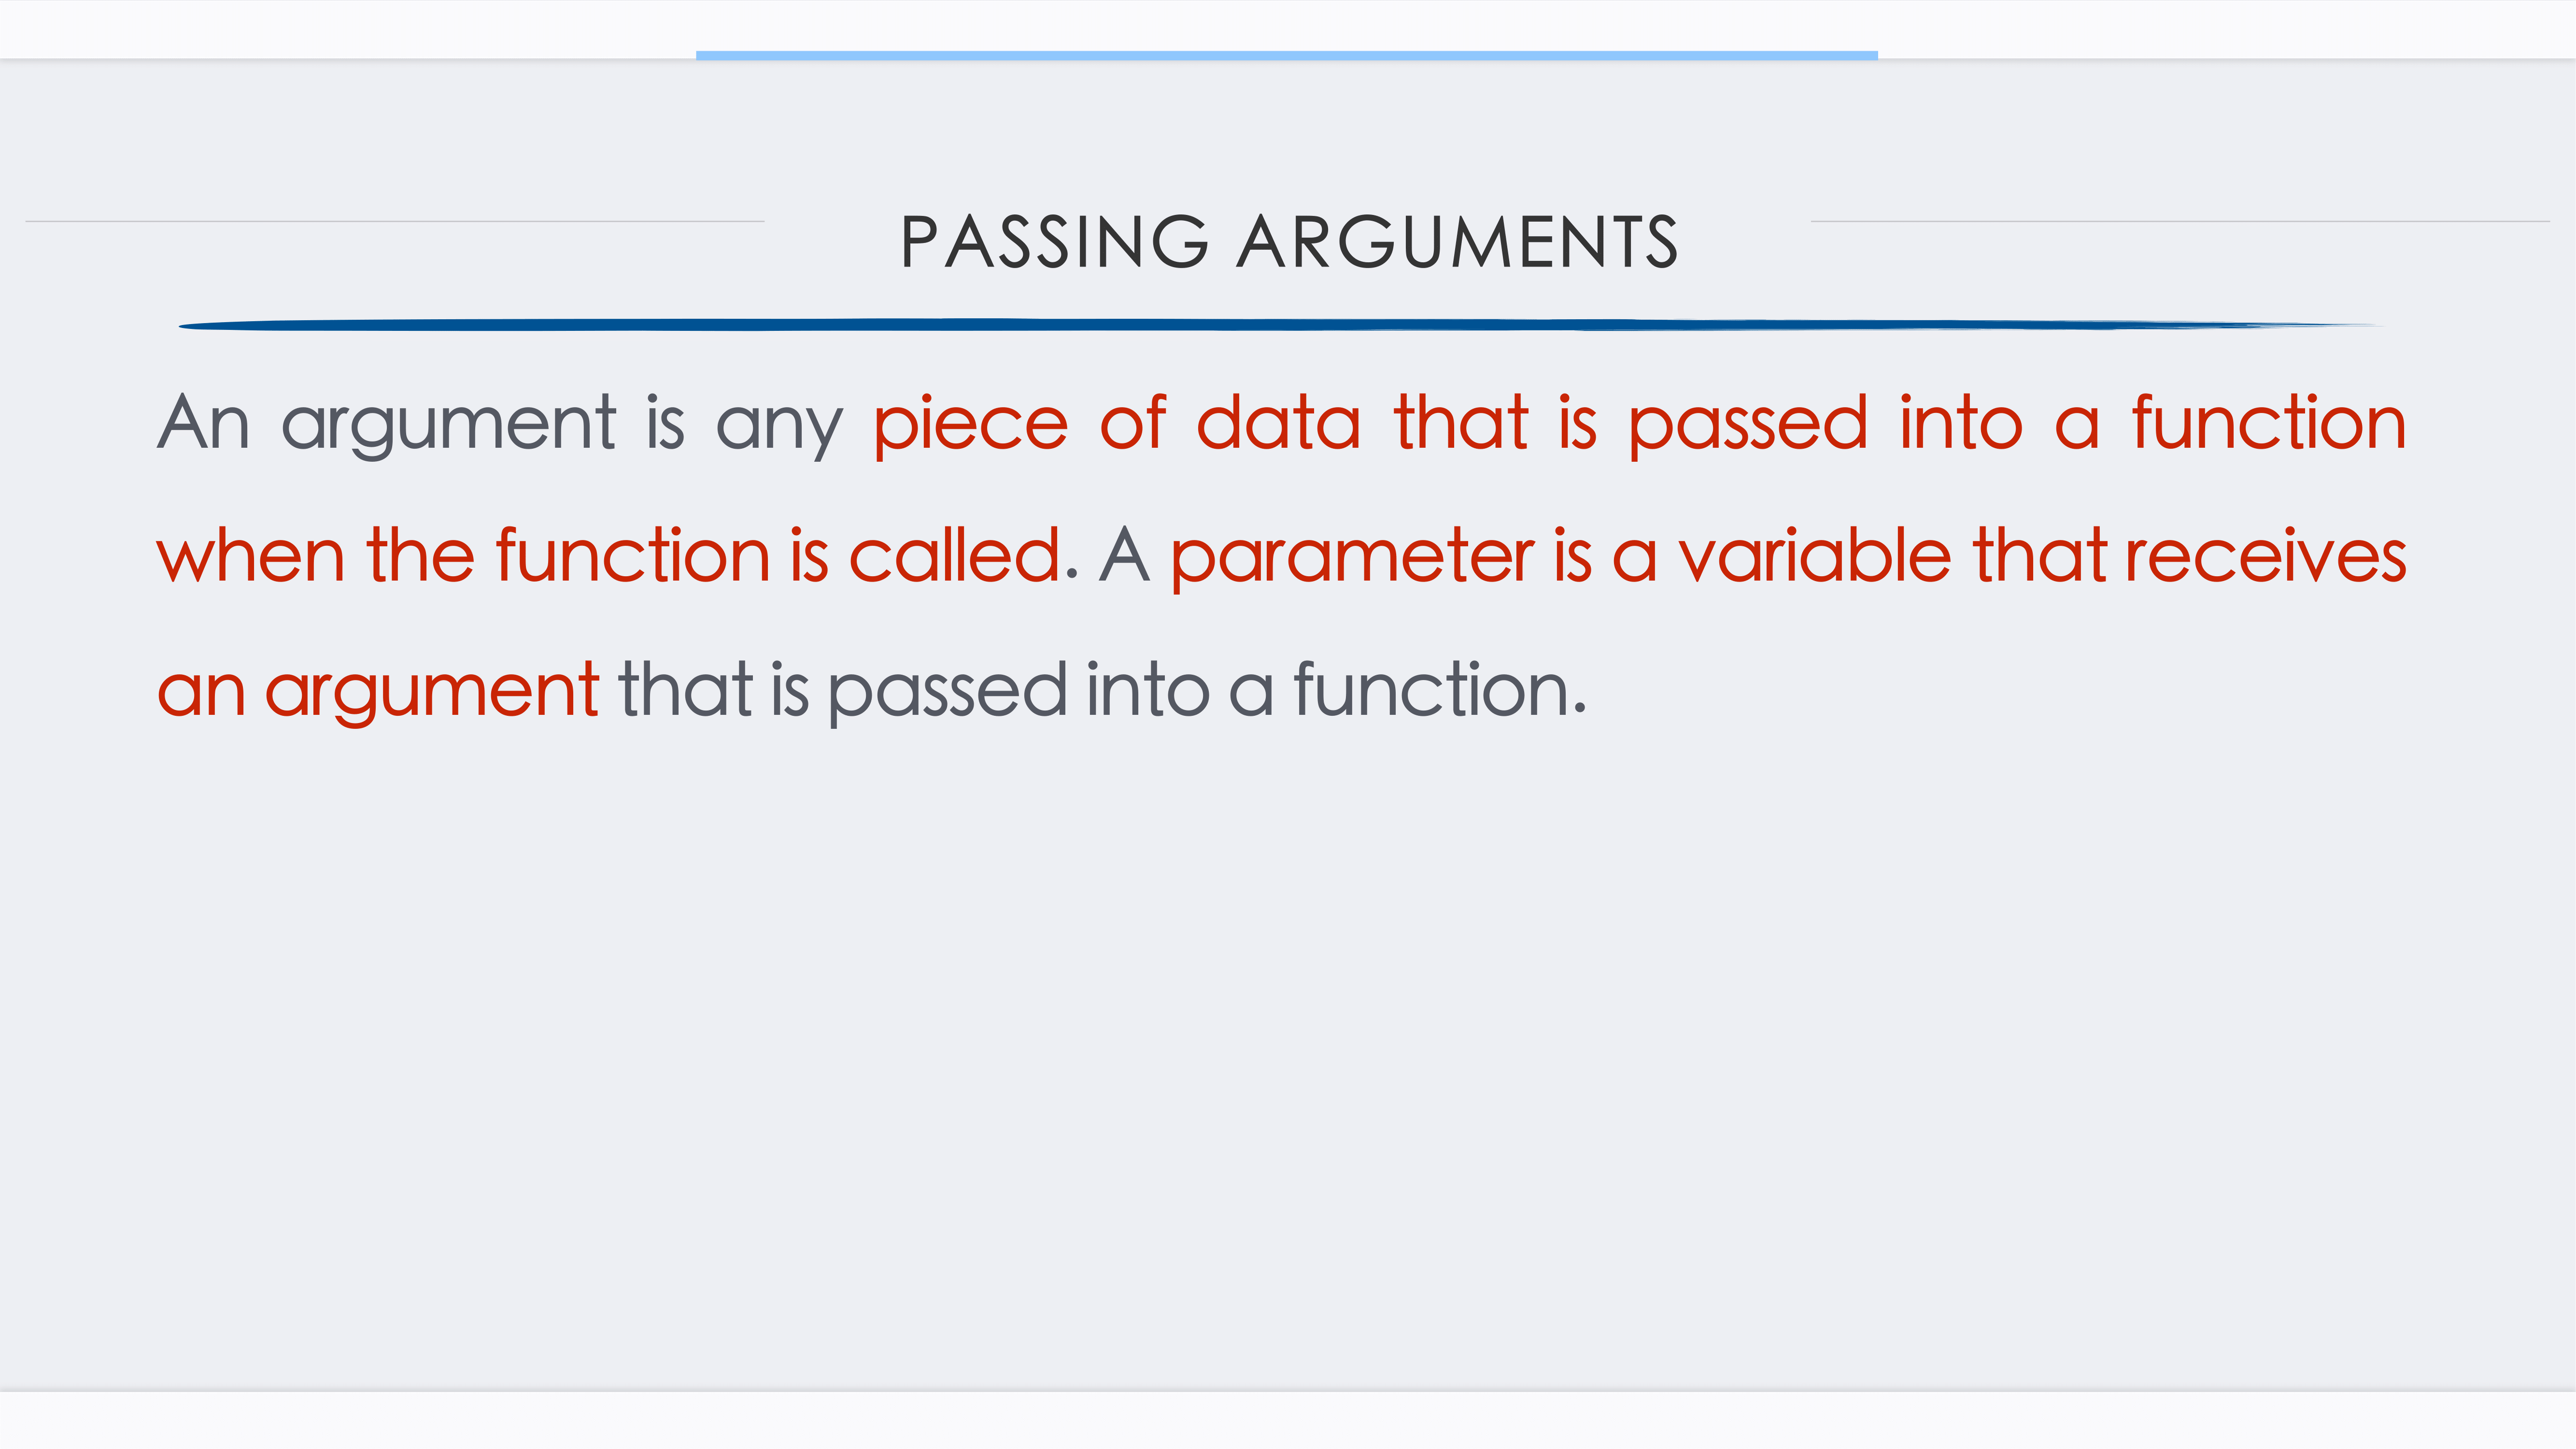 PASSING ARGUMENTS
An argument is any piece of data that is passed into a function
when the function is called. A parameter is a variable that receives
an argument that is passed into a function.